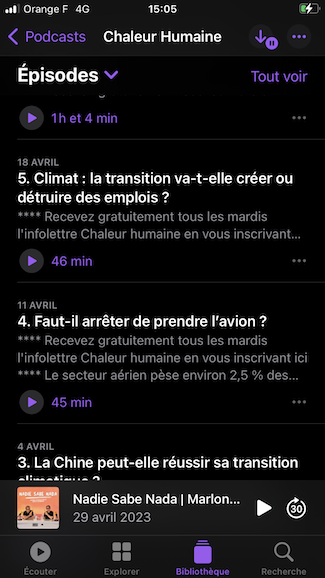 Orange F 4G 15:05
Podcasts Chaleur Humaine
Épisodes Tout voir
1 h et 4 min
18 AVRIL
5. Climat : la transition va-t-elle créer ou
détruire des emplois ?
**** Recevez gratuitement tous les mardis
l'infolettre Chaleur humaine en vous inscrivant...
46 min
11 AVRIL
4. Faut-il arrêter de prendre l'avion ?
**** Recevez gratuitement tous les mardis
l'infolettre Chaleur humaine en vous inscrivant ici
**** Le secteur aérien pèse environ 2,5 % des...
45 min
4 AVRIL
3. La Chine peut-elle réussir sa transition
climatique ?
NADIE SABE NADA
Nadie Sabe Nada | Marlon...
29 avril 2023
30
Écouter Explorer Bibliothèque Recherche